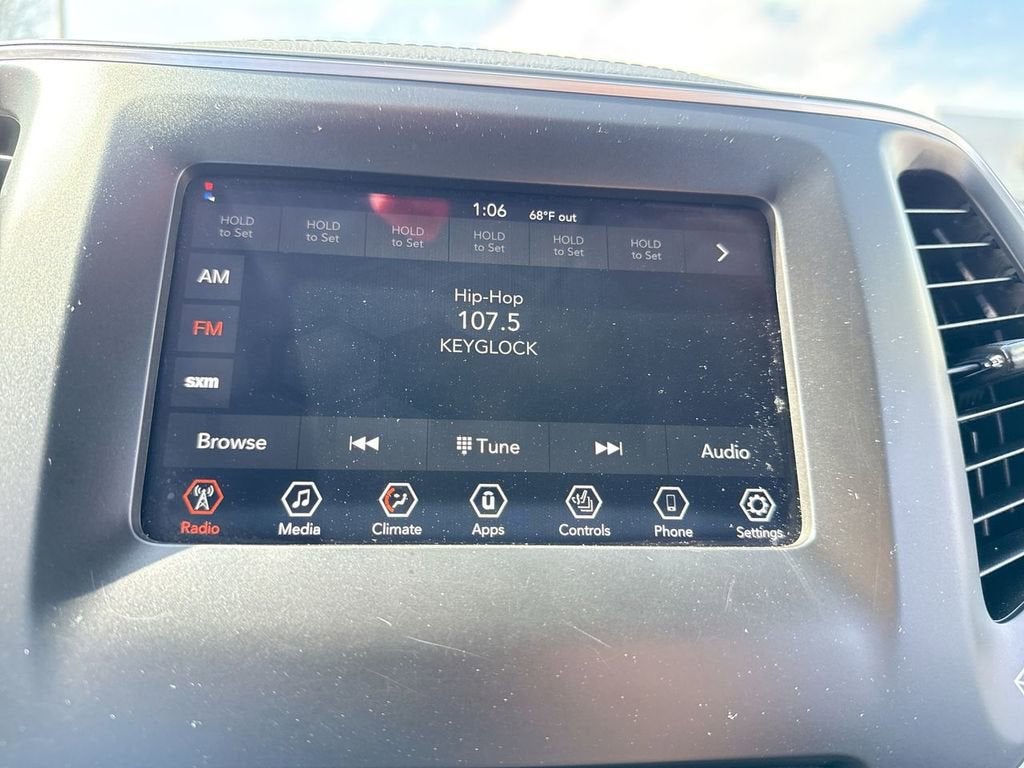 1:06 68°F out
HOLD HOLD HOLD HOLD HOLD HOLD
to Set to Set to Set to Set to Set to Set
AM
Hip-Hop
107.5
FM
KEYGLOCK
sxm
Browse Tune Audio
Radio Media Climate Apps Controls Phone Settings